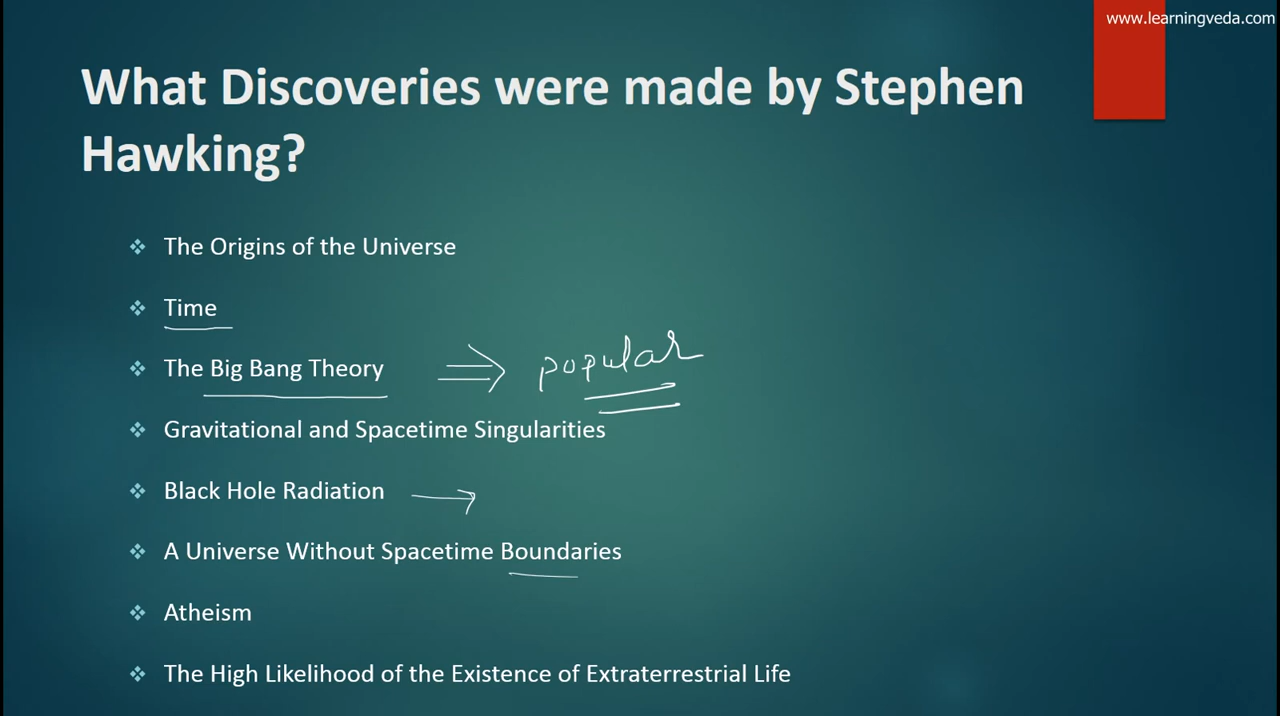 www.learningveda.com
What Discoveries were made by Stephen
Hawking?
The Origins of the Universe
Time
The Big Bang Theory ⇒ popular
Gravitational and Spacetime Singularities
Black Hole Radiation →
A Universe Without Spacetime Boundaries
Atheism
The High Likelihood of the Existence of Extraterrestrial Life